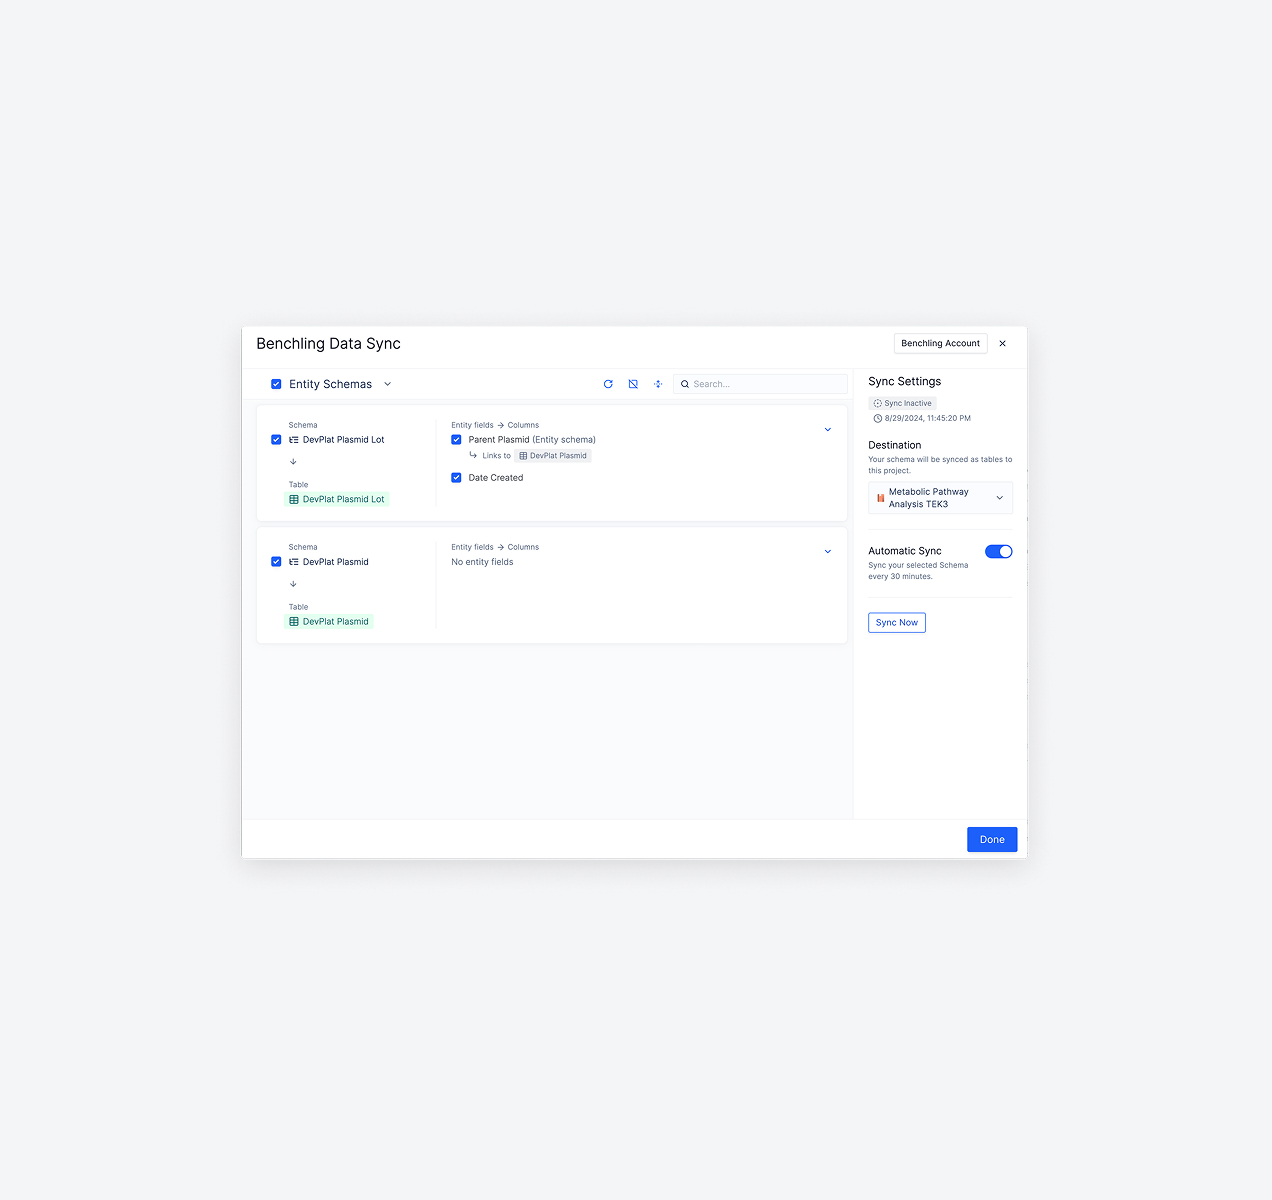 Benchling Data Sync
Benchling Account
Entity Schemas
Search...
Schema
DevPlat Plasmid Lot
Table
DevPlat Plasmid Lot
Entity fields → Columns
Parent Plasmid (Entity schema)
Links to DevPlat Plasmid
Date Created
Schema
DevPlat Plasmid
Table
DevPlat Plasmid
Entity fields → Columns
No entity fields
Sync Settings
Sync Inactive
8/29/2024, 11:45:20 PM
Destination
Your schema will be synced as tables to
this project.
Metabolic Pathway
Analysis TEK3
Automatic Sync
Sync your selected Schema
every 30 minutes.
Sync Now
Done